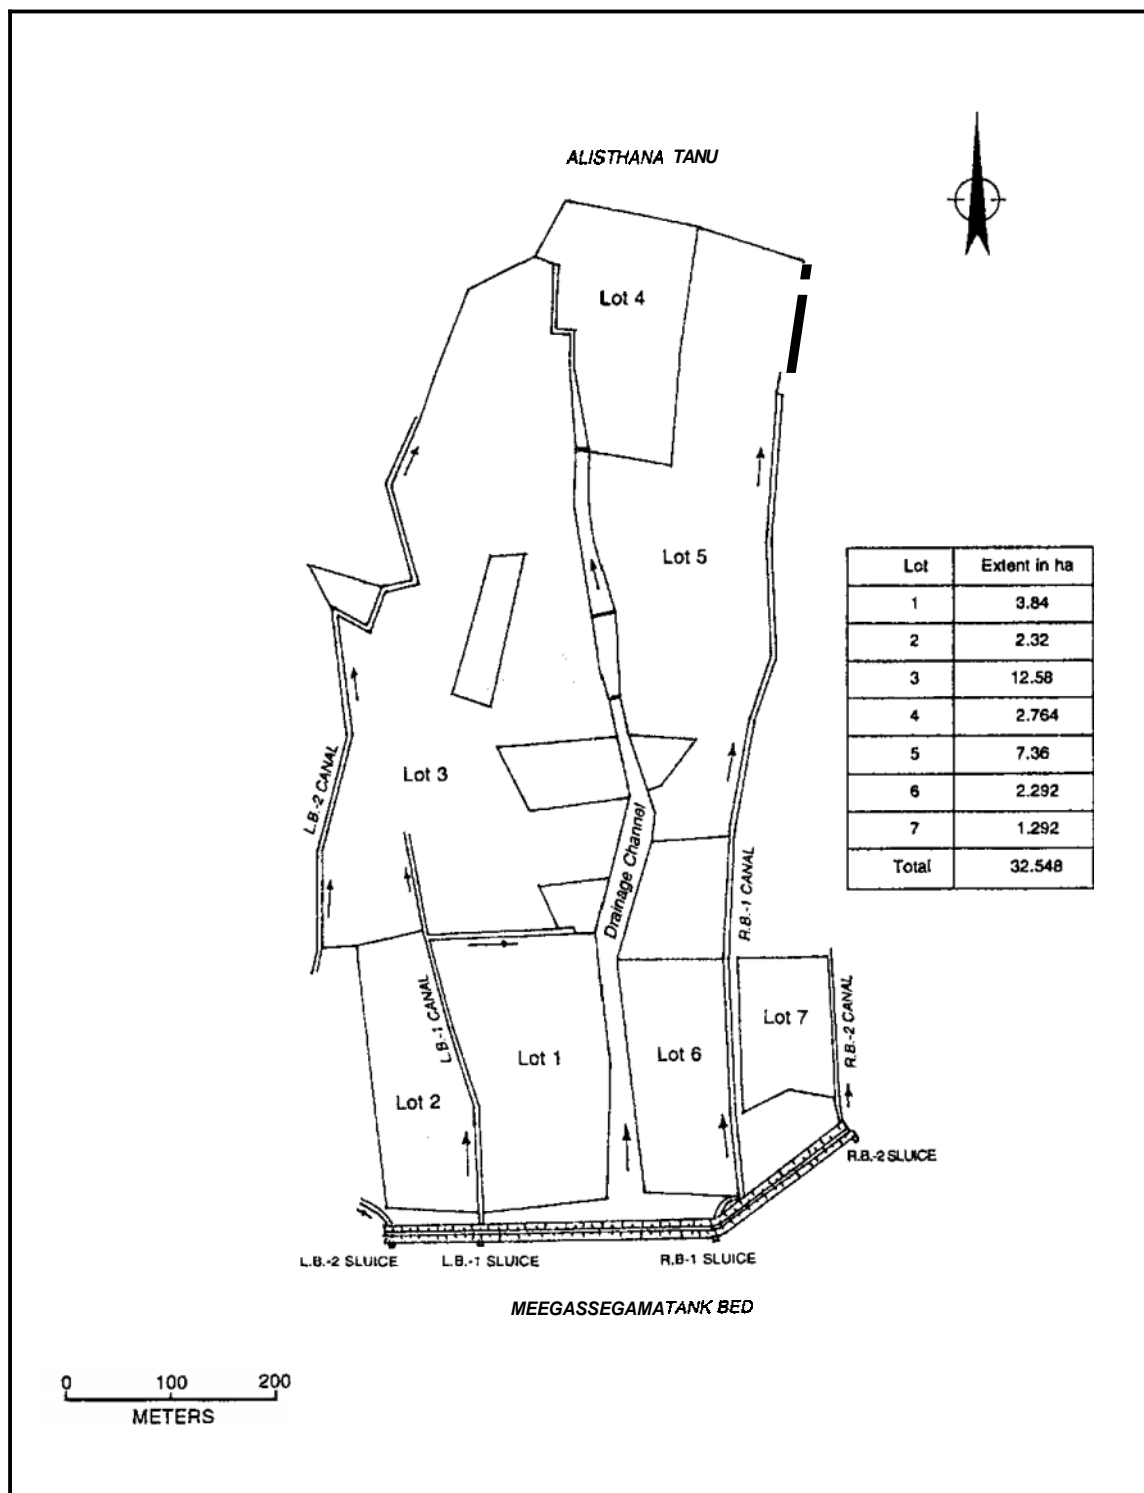 ALISTHANA TANU
Lot 4
Lot 5
Lot Extent in ha
1 3.84
2 2.32
3 12.58
4 2.764
5 7.36
6 2.292
7 1.292
Total 32.548
Lot 3
L.B.-2 CANAL
Drainage Channel
R.B.-1 CANAL
L.B.-1 CANAL
R.B.-2 CANAL
Lot 7
Lot 1
Lot 6
Lot 2
R.B.-2 SLUICE
L.B.-2 SLUICE
L.B.-1 SLUICE
R.B-1 SLUICE
MEEGASSEGAMATANK BED
0 100 200
METERS